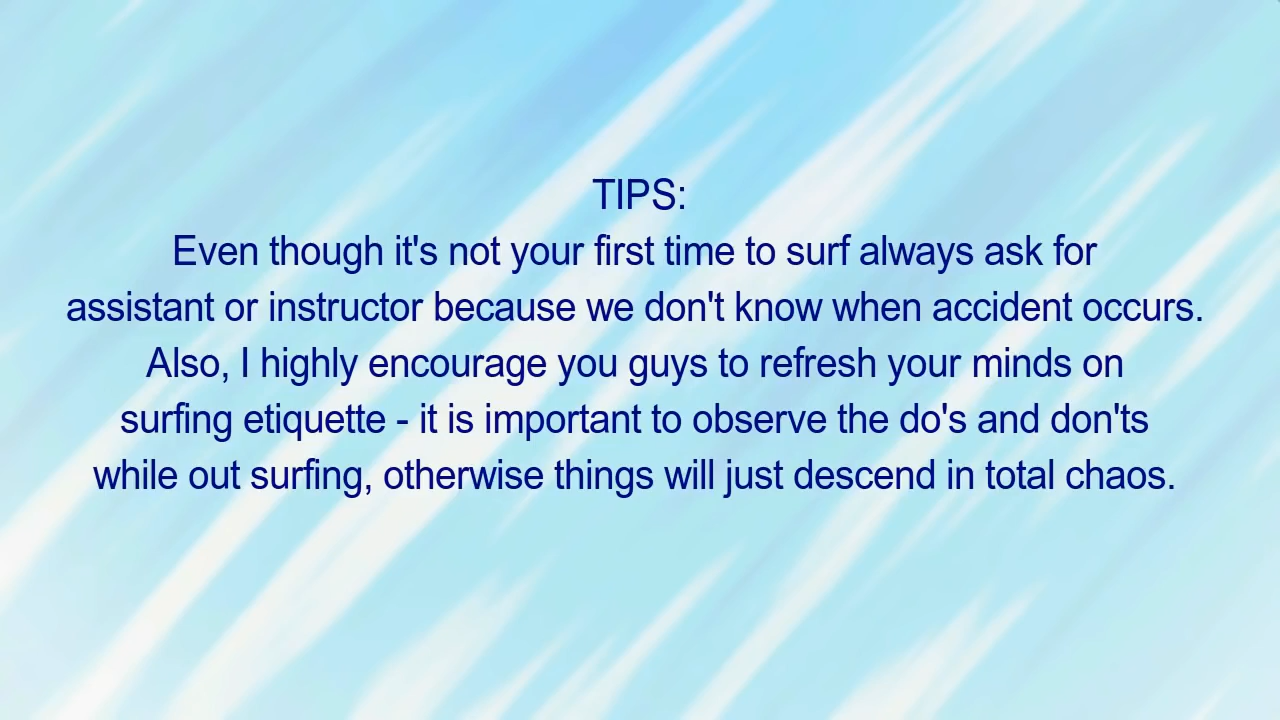 TIPS:
Even though it's not your first time to surf always ask for
assistant or instructor because we don't know when accident occurs.
Also, I highly encourage you guys to refresh your minds on
surfing etiquette - it is important to observe the do's and don'ts
while out surfing, otherwise things will just descend in total chaos.